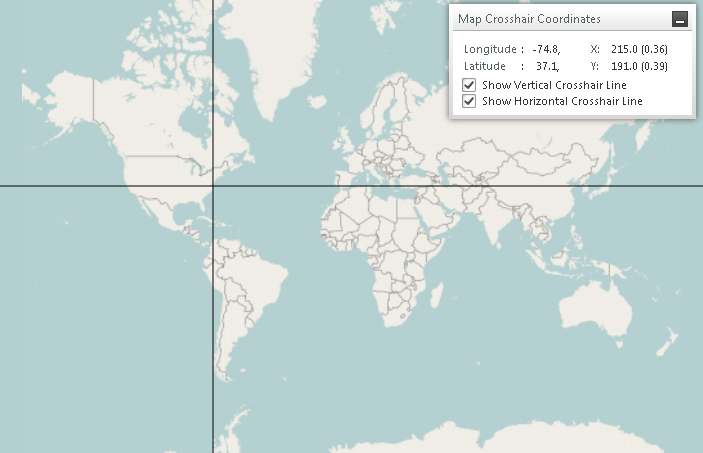 Map Crosshair Coordinates
Longitude : -74.8, X: 215.0 (0.36)
Latitude : 37.1, Y: 191.0 (0.39)
Show Vertical Crosshair Line
Show Horizontal Crosshair Line